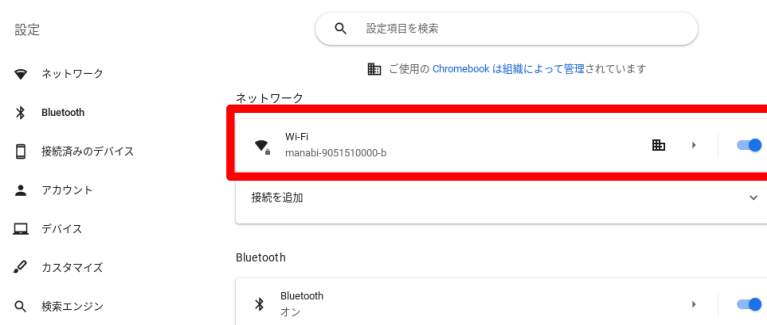 設定
設定項目を検索
ご使用の Chromebook は組織によって管理されています
ネットワーク
Bluetooth
接続済みのデバイス
アカウント
デバイス
カスタマイズ
検索エンジン
ネットワーク
Wi-Fi
manabi-9051510000-b
接続を追加
Bluetooth
Bluetooth
オン